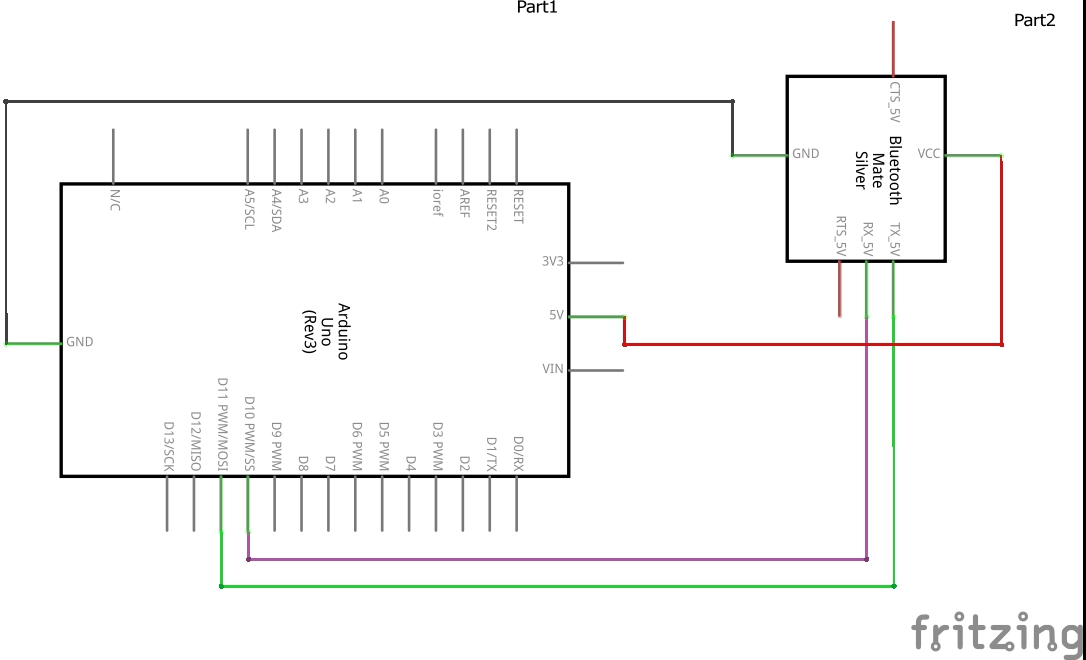 Part1
Part2
CTS_5V
GND
VCC
Bluetooth
Mate
Silver
RTS_5V
RX_5V
TX_5V
N/C
A5/SCL
A4/SDA
A3
A2
A1
A0
ioref
AREF
RESET2
RESET
3V3
5V
VIN
GND
Arduino
Uno
(Rev3)
D13/SCK
D12/MISO
D11 PWM/MOSI
D10 PWM/SS
D9 PWM
D8
D7
D6 PWM
D5 PWM
D4
D3 PWM
D2
D1/TX
D0/RX
fritzing